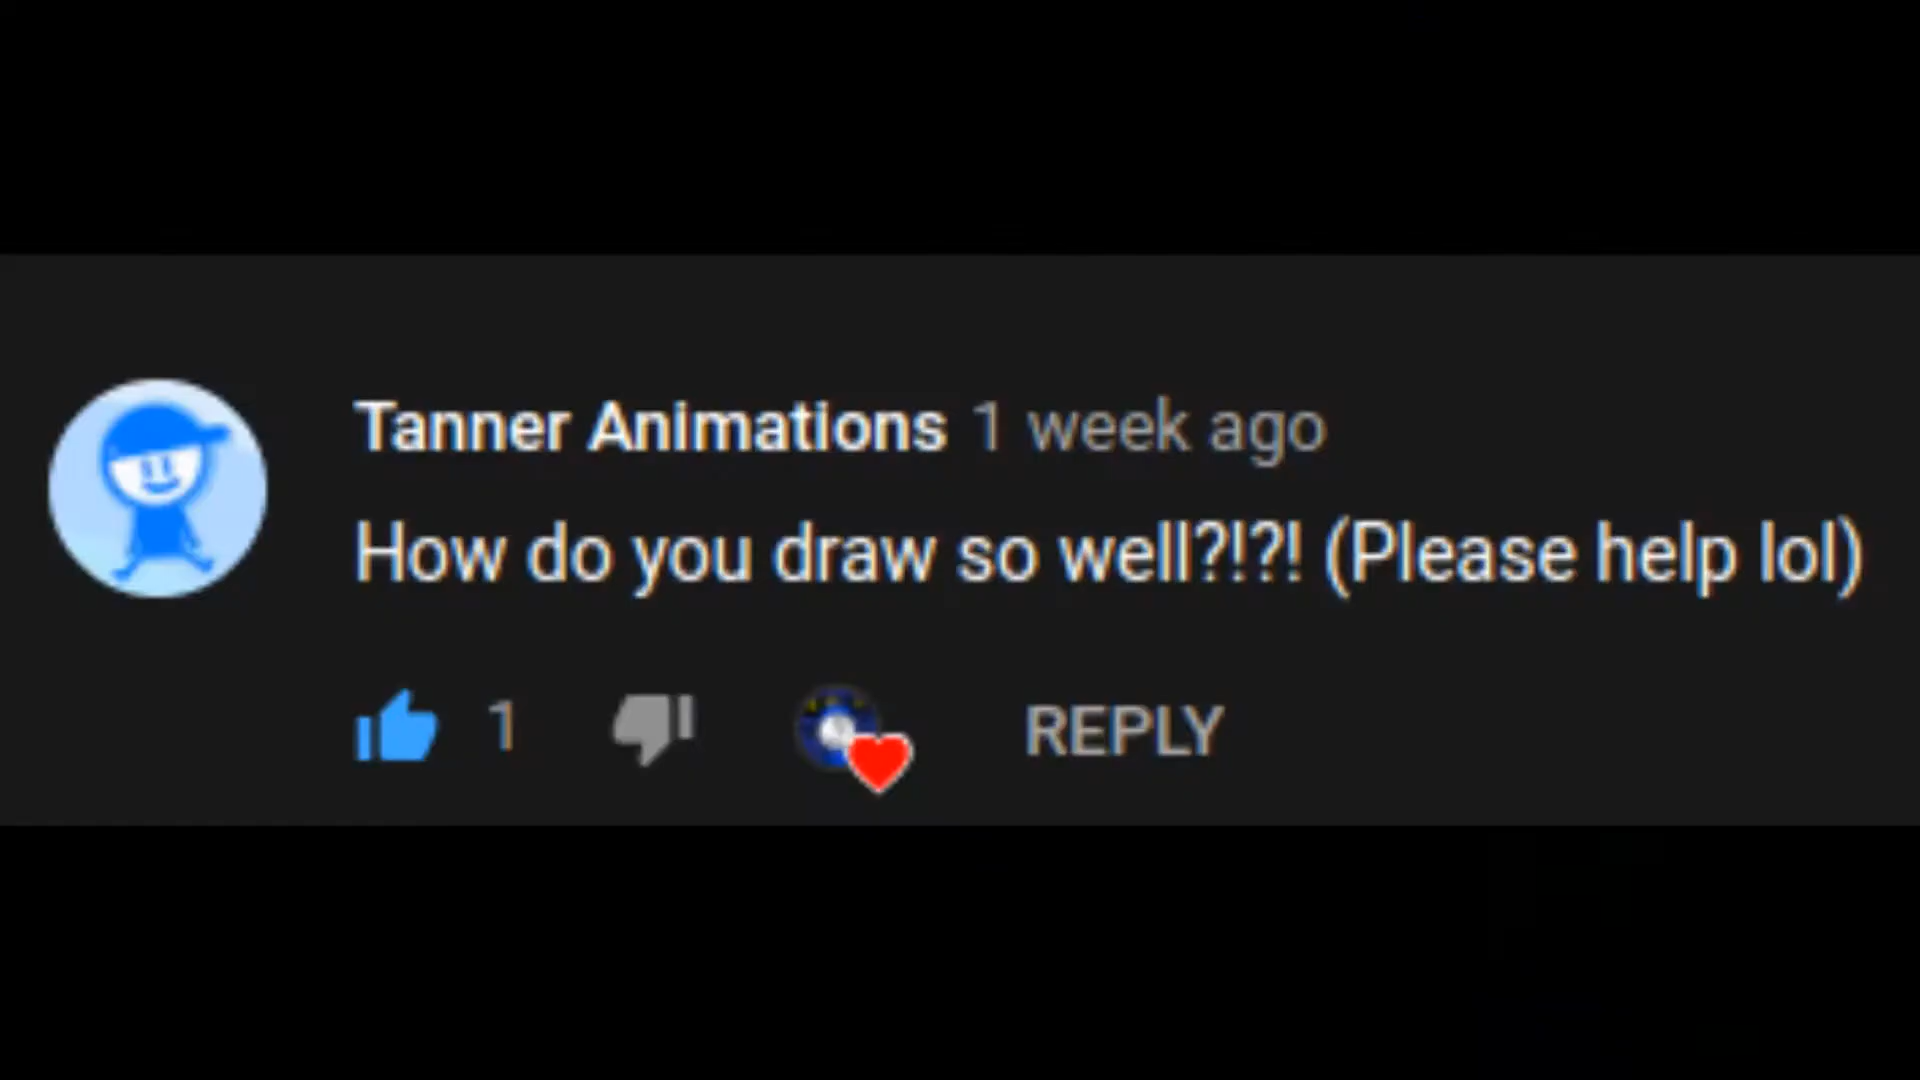 Tanner Animations 1 week ago
How do you draw so well?!?! (Please help lol)
1 REPLY